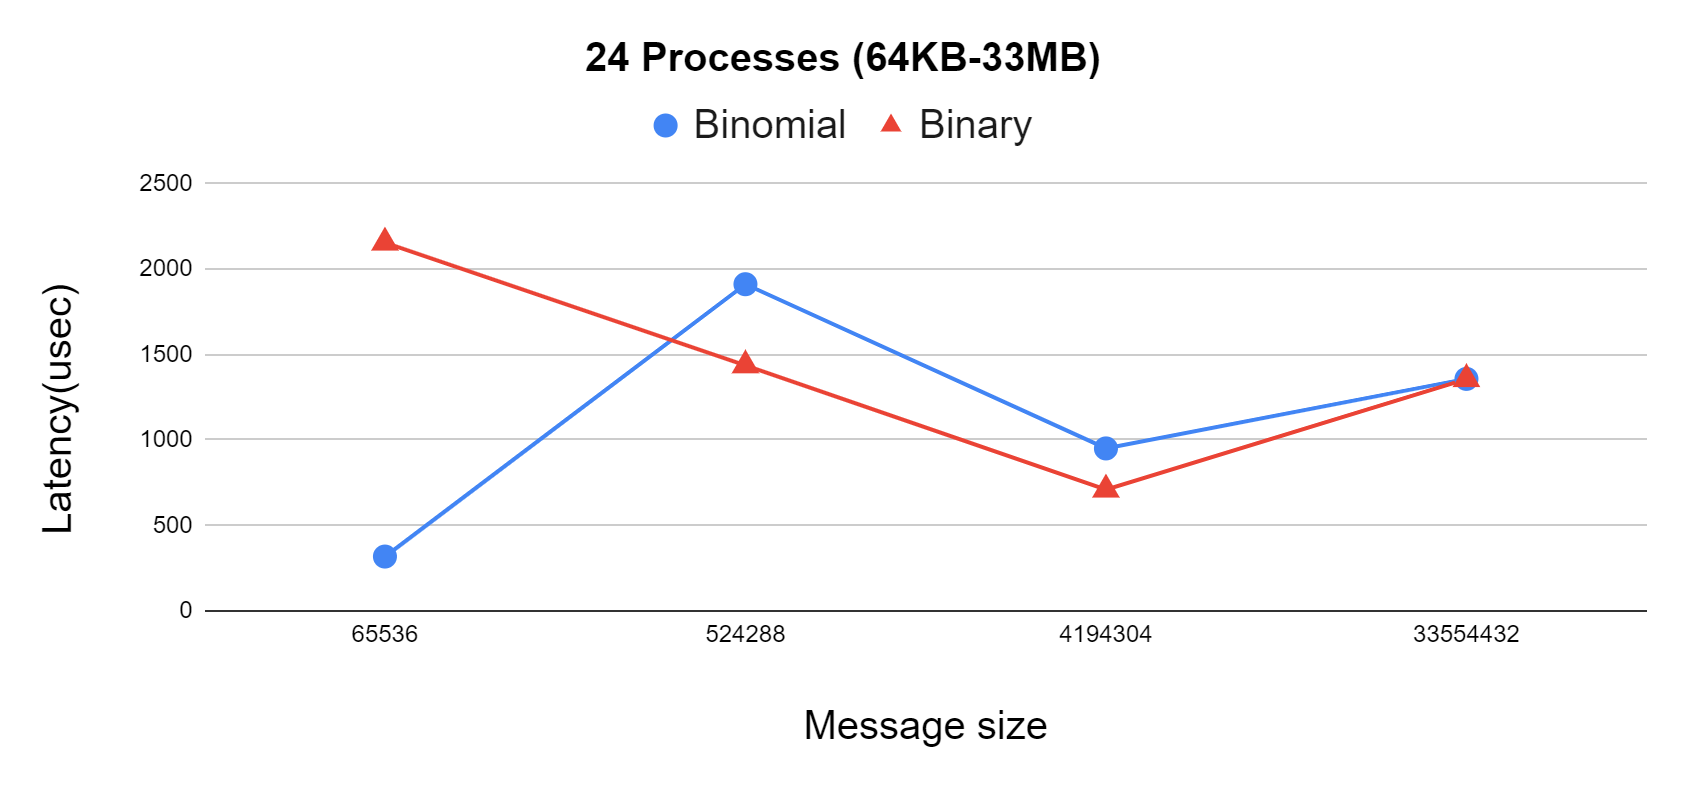 24 Processes (64KB-33MB)
Binomial Binary
2500
2000
1500
1000
500
0
Latency(usec)
65536 524288 4194304 33554432
Message size